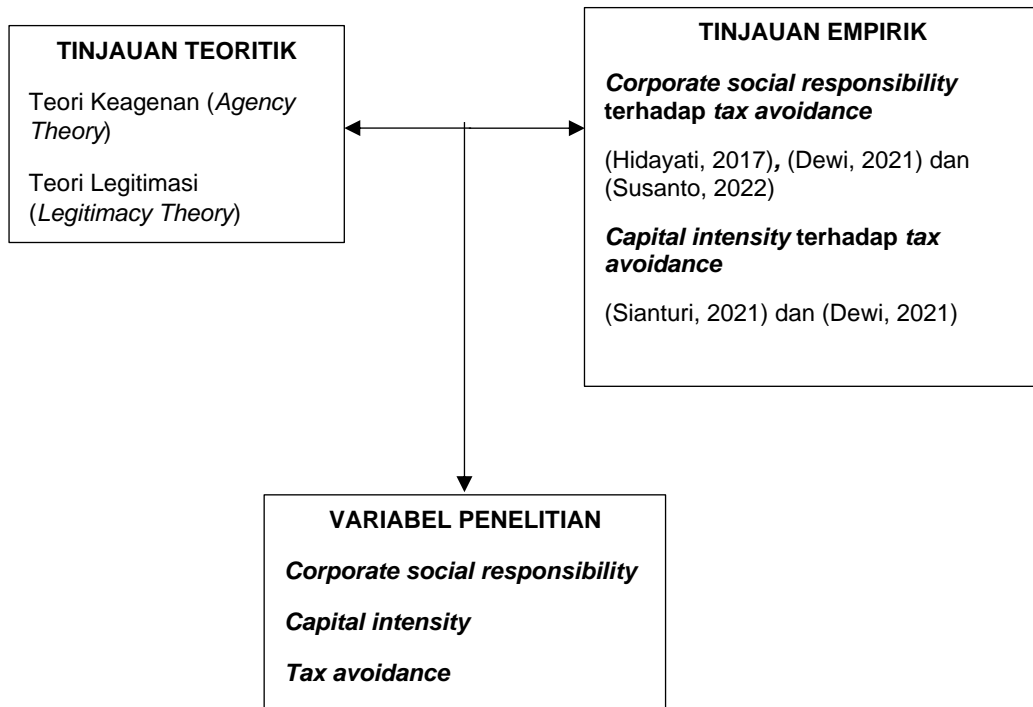 TINJAUAN TEORITIK
Teori Keagenan (Agency
Theory)
Teori Legitimasi
(Legitimacy Theory)
TINJAUAN EMPIRIK
Corporate social responsibility
terhadap tax avoidance
(Hidayati, 2017), (Dewi, 2021) dan
(Susanto, 2022)
Capital intensity terhadap tax
avoidance
(Sianturi, 2021) dan (Dewi, 2021)
VARIABEL PENELITIAN
Corporate social responsibility
Capital intensity
Tax avoidance